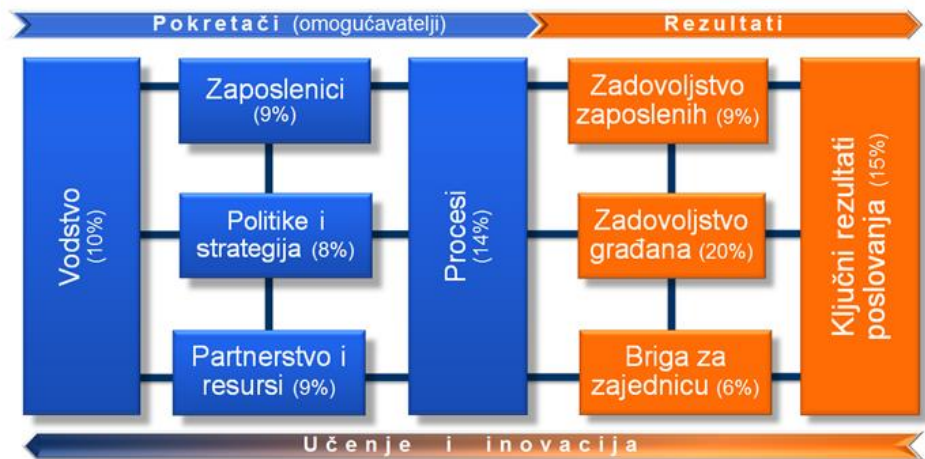 Pokretači (omogućavatelji)
Rezultati
Vodstvo
(10%)
Zaposlenici
(9%)
Politike i
strategija (8%)
Partnerstvo i
resursi (9%)
Procesi
(14%)
Zadovoljstvo
zaposlenih (9%)
Zadovoljstvo
građana (20%)
Briga za
zajednicu (6%)
Ključni rezultati
poslovanja (15%)
Učenje i inovacija